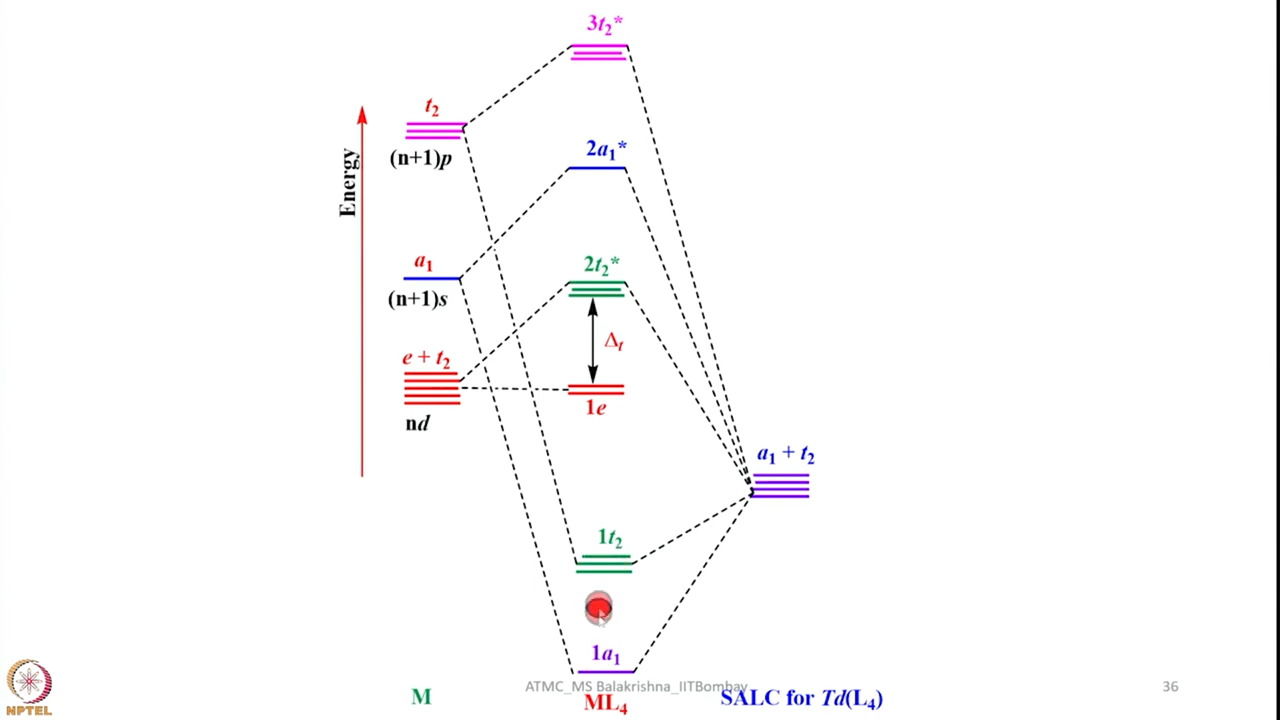 3t₂*
t₂
(n+1)p
2a₁*
Energy
a₁
2t₂*
(n+1)s
Δt
e + t₂
1e
nd
a₁ + t₂
1t₂
1a₁
ATMC_MS Balakrishna_IITBombay
36
M
ML₄
SALC for Td(L₄)
NPTEL